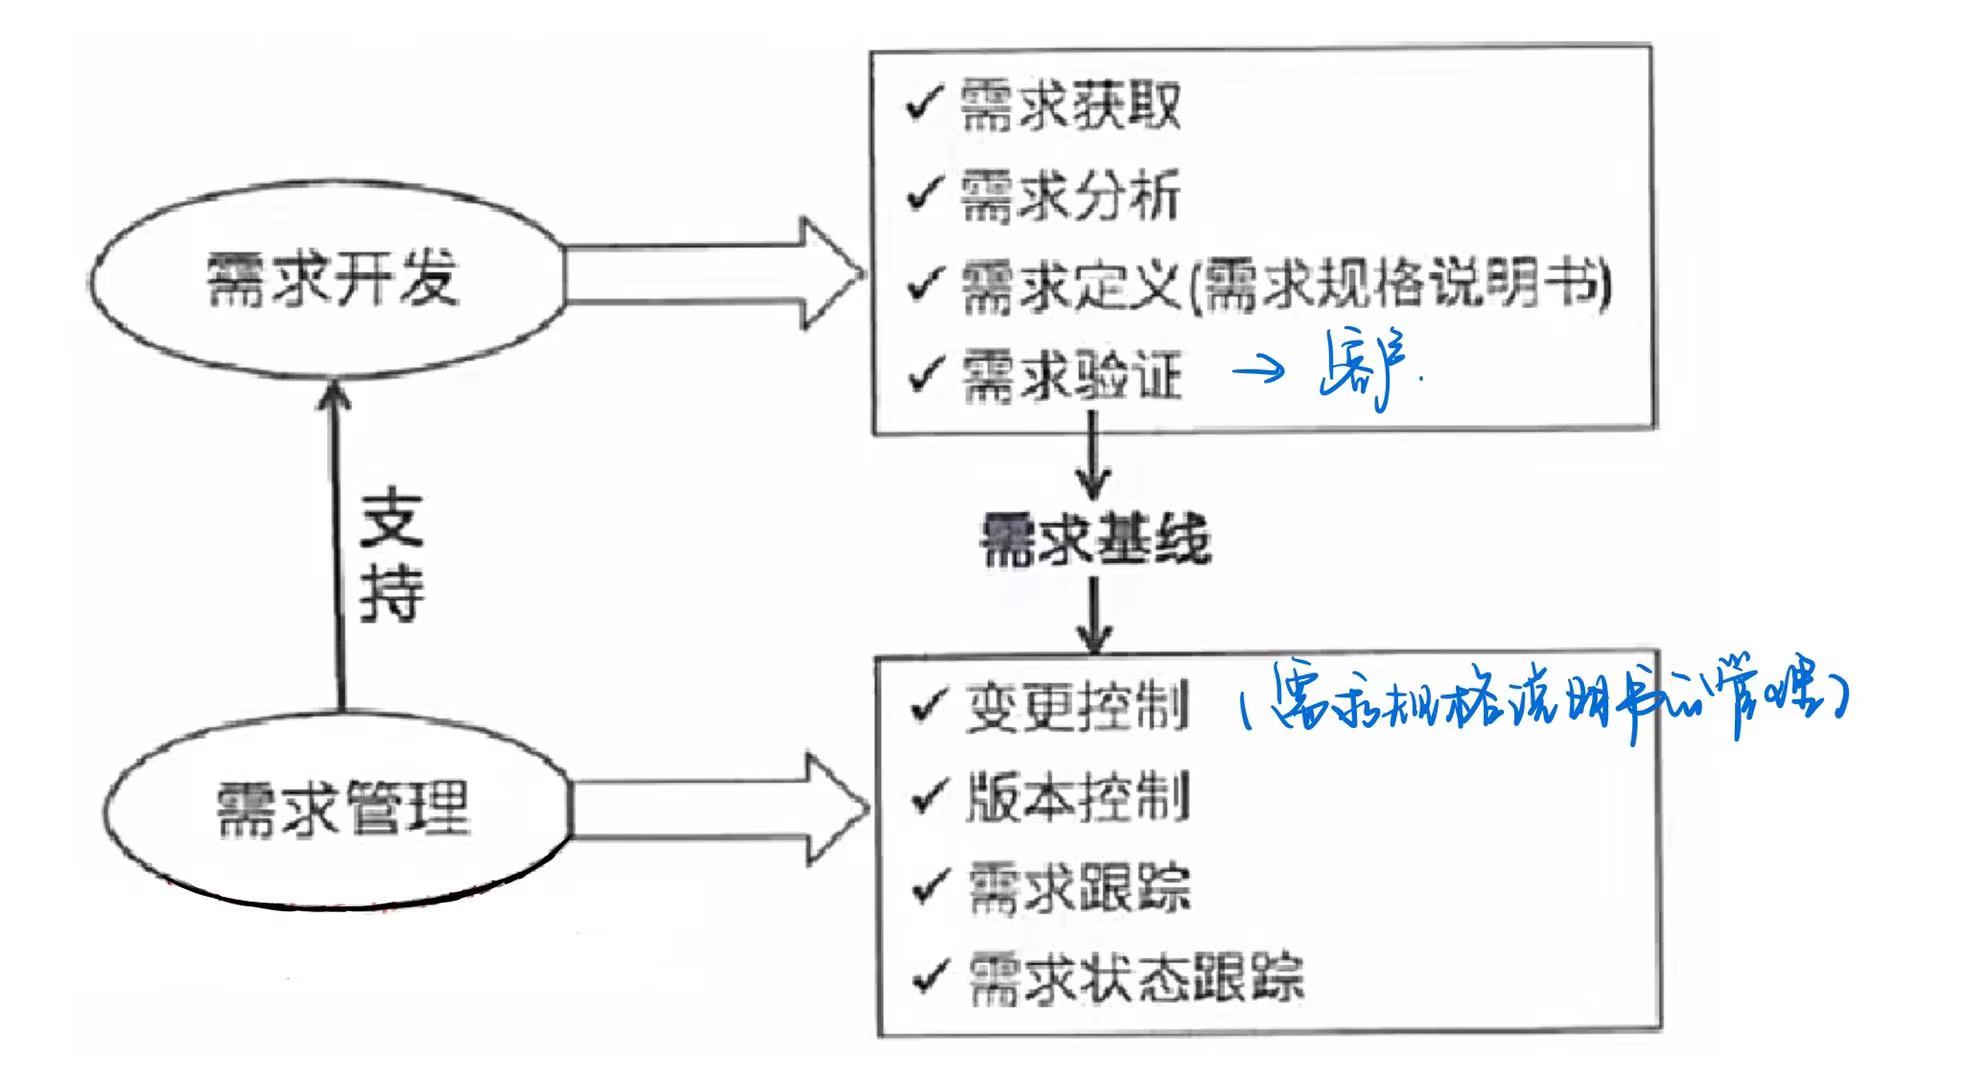 ✓ 需求获取
✓ 需求分析
需求开发
✓ 需求定义(需求规格说明书)
✓ 需求验证 → 客户.
支持
需求基线
✓ 变更控制 (需求规格说明书的管理)
✓ 版本控制
需求管理
✓ 需求跟踪
✓ 需求状态跟踪